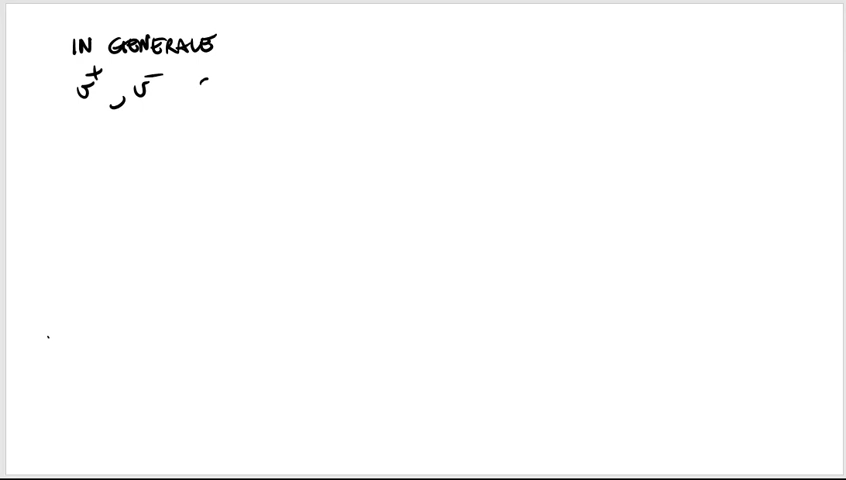 IN GENERALE
v⁺, v⁻